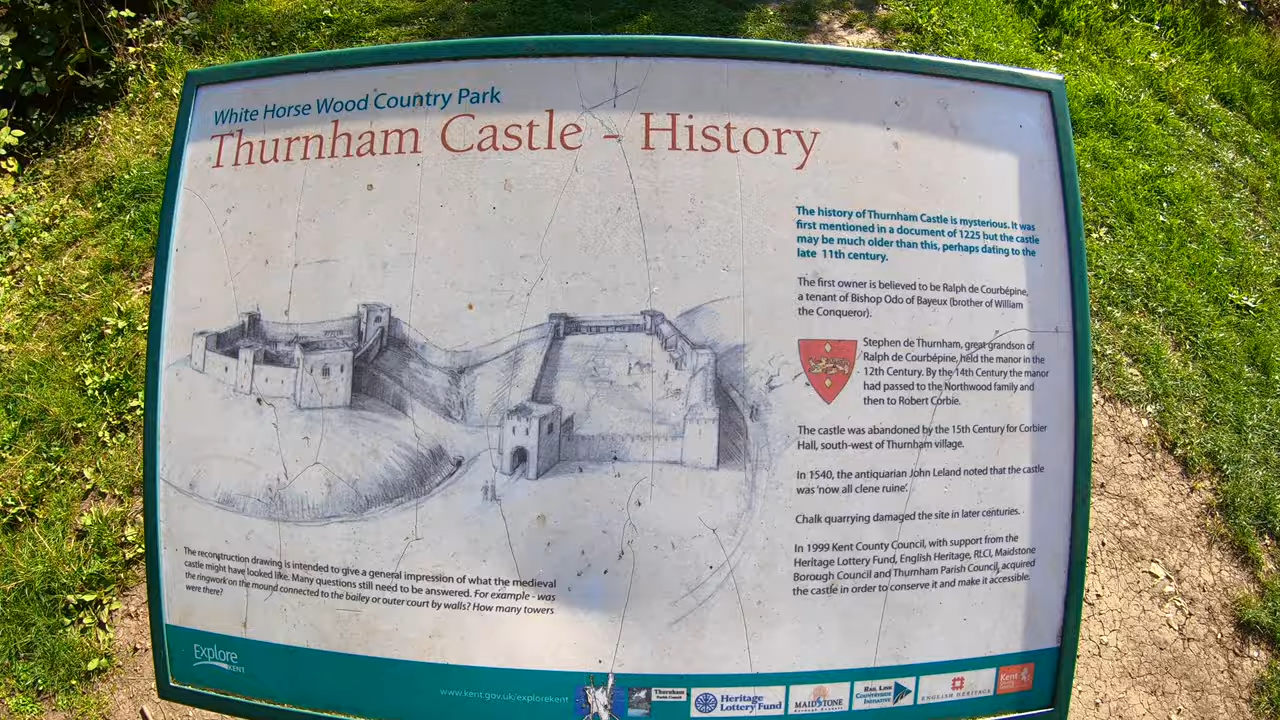 White Horse Wood Country Park
Thurnham Castle - History
The history of Thurnham Castle is mysterious. It was
first mentioned in a document of 1225 but the castle
may be much older than this, perhaps dating to the
late 11th century.
The first owner is believed to be Ralph de Courbépine,
a tenant of Bishop Odo of Bayeux (brother of William
the Conqueror).
Stephen de Thurnham, great grandson of
Ralph de Courbépine, held the manor in the
12th Century. By the 14th Century the manor
had passed to the Northwood family and
then to Robert Corbie.
The castle was abandoned by the 15th Century for Corbier
Hall, south-west of Thurnham village.
In 1540, the antiquarian John Leland noted that the castle
was 'now all clene ruine'.
Chalk quarrying damaged the site in later centuries.
In 1999 Kent County Council, with support from the
Heritage Lottery Fund, English Heritage, RLCI, Maidstone
Borough Council and Thurnham Parish Council, acquired
the castle in order to conserve it and make it accessible.
The reconstruction drawing is intended to give a general impression of what the medieval
castle might have looked like. Many questions still need to be answered. For example - was
the ringwork on the mound connected to the bailey or outer court by walls? How many towers
were there?
Explore
KENT
www.kent.gov.uk/explorekent
Thurnham
Parish Council
Heritage
Lottery Fund
MAIDSTONE
Borough Council
RAIL LINK
COUNTRYSIDE
INITIATIVE
ENGLISH HERITAGE
Kent
County
Council